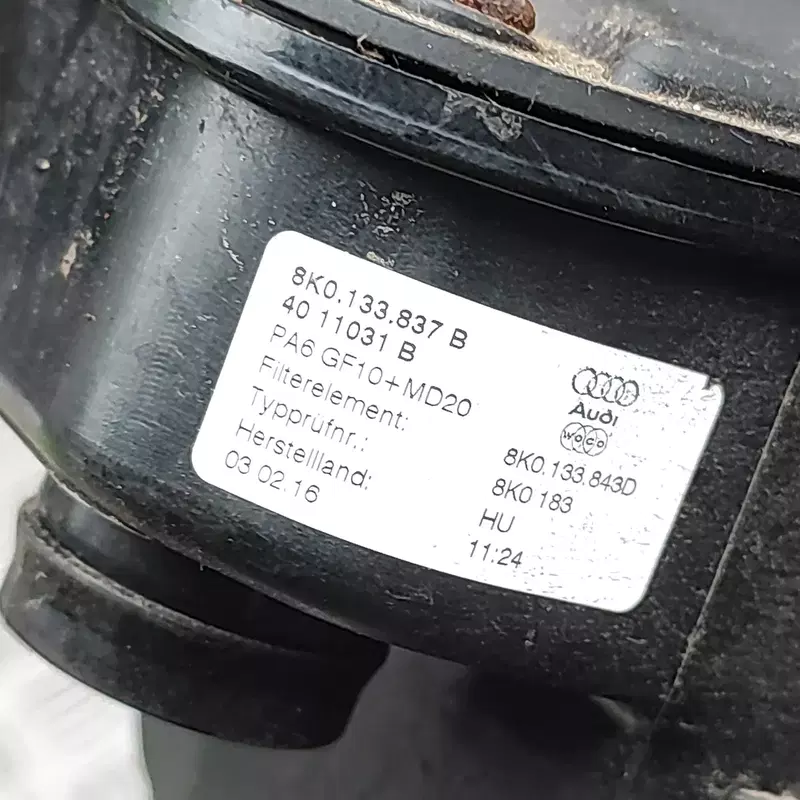 8K0.133.837 B
40 11031 B
PA6 GF10+MD20
Audi
woco
Filterelement: 8K0.133.843D
Typprüfnr.: 8K0 183
Herstellland: HU
03 02.16 11:24